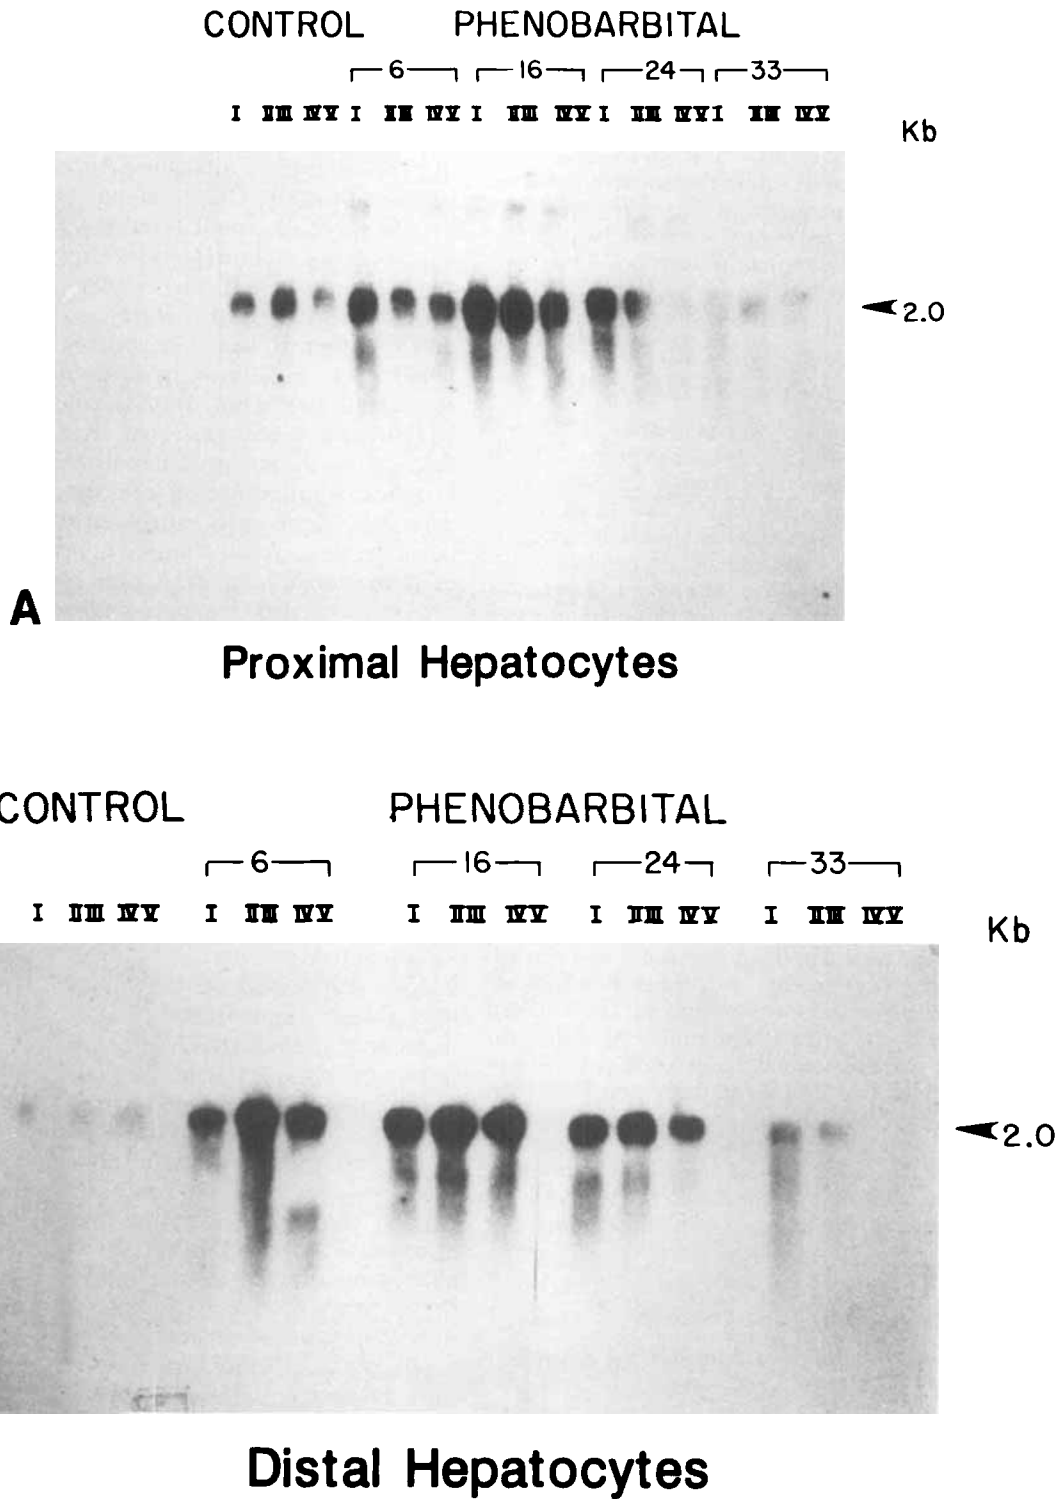 CONTROL PHENOBARBITAL
6 16 24 33
I II III IV V I II III IV V I II III IV V I II III IV V I II III IV V
Kb
2.0
A
Proximal Hepatocytes
CONTROL PHENOBARBITAL
6 16 24 33
I II III IV V I II III IV V I II III IV V I II III IV V I II III IV V
Kb
2.0
Distal Hepatocytes